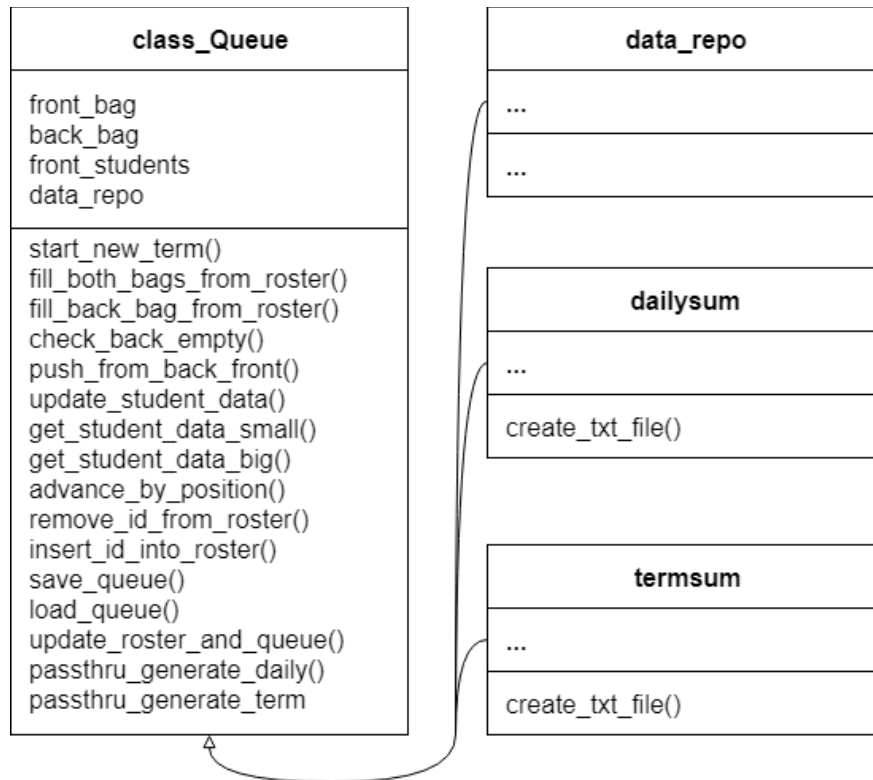 class_Queue
front_bag
back_bag
front_students
data_repo
start_new_term()
fill_both_bags_from_roster()
fill_back_bag_from_roster()
check_back_empty()
push_from_back_front()
update_student_data()
get_student_data_small()
get_student_data_big()
advance_by_position()
remove_id_from_roster()
insert_id_into_roster()
save_queue()
load_queue()
update_roster_and_queue()
passthru_generate_daily()
passthru_generate_term
data_repo
...
...
dailysum
...
create_txt_file()
termsum
...
create_txt_file()